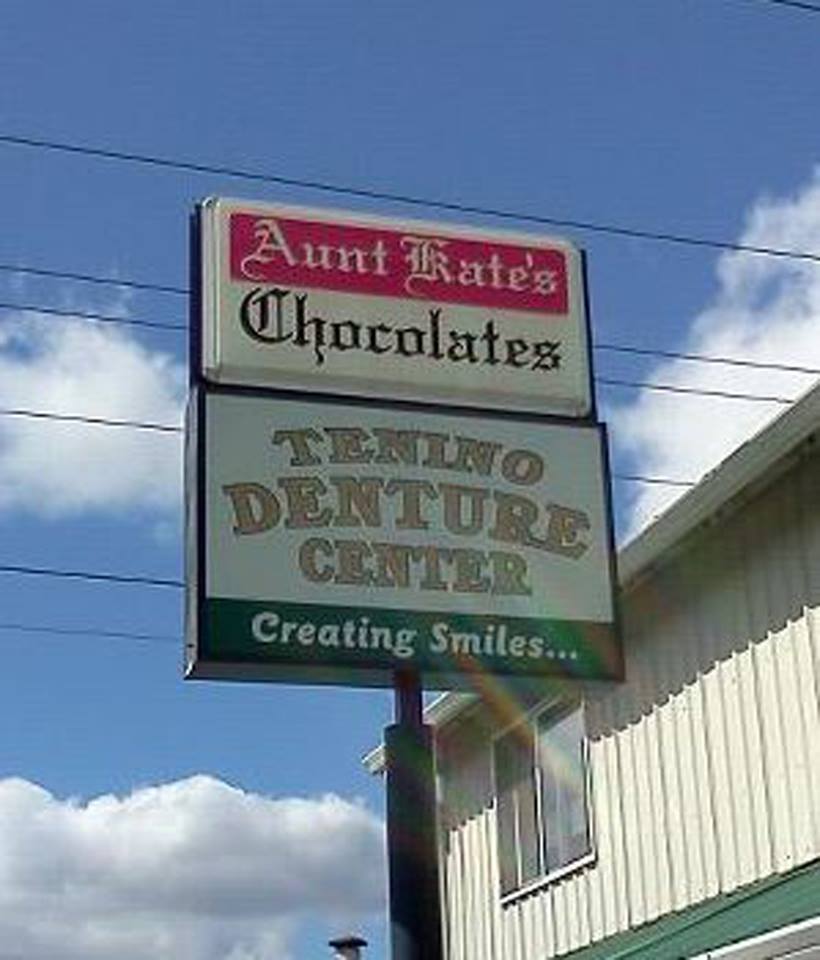 Aunt Kate's
Chocolates
TENINO
DENTURE
CENTER
Creating Smiles...